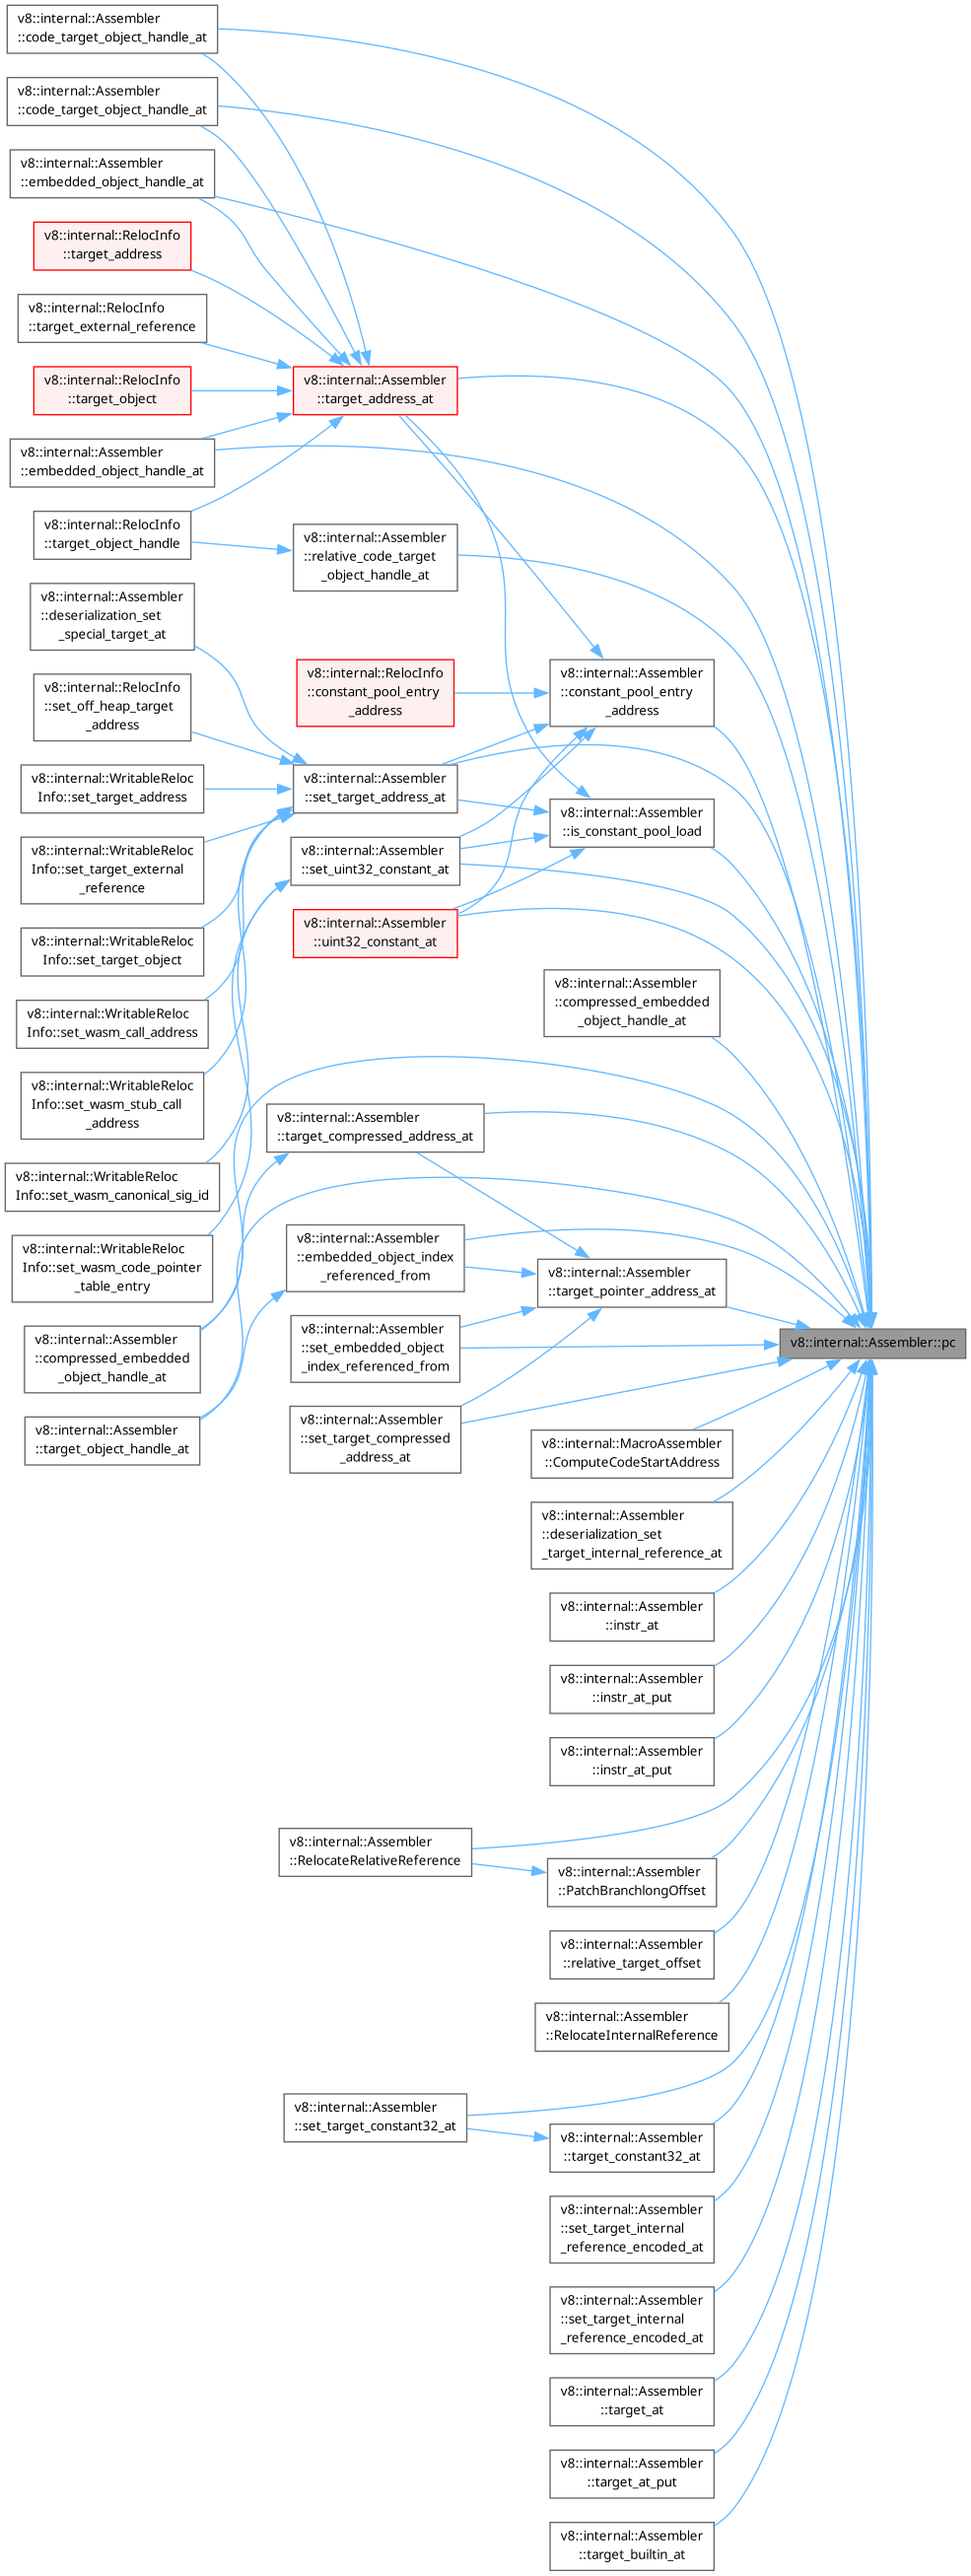 v8::internal::Assembler
::code_target_object_handle_at
v8::internal::Assembler
::code_target_object_handle_at
v8::internal::Assembler
::embedded_object_handle_at
v8::internal::RelocInfo
::target_address
v8::internal::RelocInfo
::target_external_reference
v8::internal::RelocInfo
::target_object
v8::internal::Assembler
::embedded_object_handle_at
v8::internal::RelocInfo
::target_object_handle
v8::internal::Assembler
::deserialization_set
_special_target_at
v8::internal::RelocInfo
::set_off_heap_target
_address
v8::internal::WritableReloc
Info::set_target_address
v8::internal::WritableReloc
Info::set_target_external
_reference
v8::internal::WritableReloc
Info::set_target_object
v8::internal::WritableReloc
Info::set_wasm_call_address
v8::internal::WritableReloc
Info::set_wasm_stub_call
_address
v8::internal::WritableReloc
Info::set_wasm_canonical_sig_id
v8::internal::WritableReloc
Info::set_wasm_code_pointer
_table_entry
v8::internal::Assembler
::compressed_embedded
_object_handle_at
v8::internal::Assembler
::target_object_handle_at
v8::internal::Assembler
::target_address_at
v8::internal::Assembler
::relative_code_target
_object_handle_at
v8::internal::RelocInfo
::constant_pool_entry
_address
v8::internal::Assembler
::set_target_address_at
v8::internal::Assembler
::set_uint32_constant_at
v8::internal::Assembler
::uint32_constant_at
v8::internal::Assembler
::target_compressed_address_at
v8::internal::Assembler
::embedded_object_index
_referenced_from
v8::internal::Assembler
::set_embedded_object
_index_referenced_from
v8::internal::Assembler
::set_target_compressed
_address_at
v8::internal::Assembler
::RelocateRelativeReference
v8::internal::Assembler
::set_target_constant32_at
v8::internal::Assembler
::constant_pool_entry
_address
v8::internal::Assembler
::is_constant_pool_load
v8::internal::Assembler
::compressed_embedded
_object_handle_at
v8::internal::Assembler
::target_pointer_address_at
v8::internal::MacroAssembler
::ComputeCodeStartAddress
v8::internal::Assembler
::deserialization_set
_target_internal_reference_at
v8::internal::Assembler
::instr_at
v8::internal::Assembler
::instr_at_put
v8::internal::Assembler
::instr_at_put
v8::internal::Assembler
::PatchBranchlongOffset
v8::internal::Assembler
::relative_target_offset
v8::internal::Assembler
::RelocateInternalReference
v8::internal::Assembler
::target_constant32_at
v8::internal::Assembler
::set_target_internal
_reference_encoded_at
v8::internal::Assembler
::set_target_internal
_reference_encoded_at
v8::internal::Assembler
::target_at
v8::internal::Assembler
::target_at_put
v8::internal::Assembler
::target_builtin_at
v8::internal::Assembler::pc